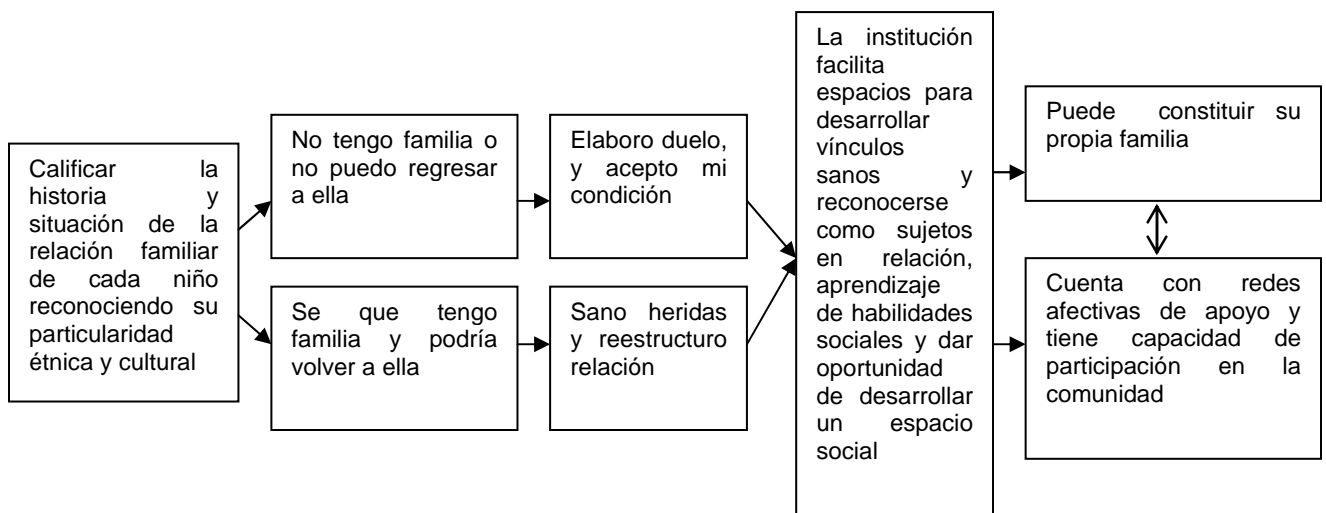 Calificar la
historia y
situación de la
relación familiar
de cada niño
reconociendo su
particularidad
étnica y cultural
No tengo familia o
no puedo regresar
a ella
Se que tengo
familia y podría
volver a ella
Elaboro duelo,
y acepto mi
condición
Sano heridas
y reestructuro
relación
La institución
facilita
espacios para
desarrollar
vínculos
sanos y
reconocerse
como sujetos
en relación,
aprendizaje
de habilidades
sociales y dar
oportunidad
de desarrollar
un espacio
social
Puede constituir su
propia familia
Cuenta con redes
afectivas de apoyo y
tiene capacidad de
participación en la
comunidad